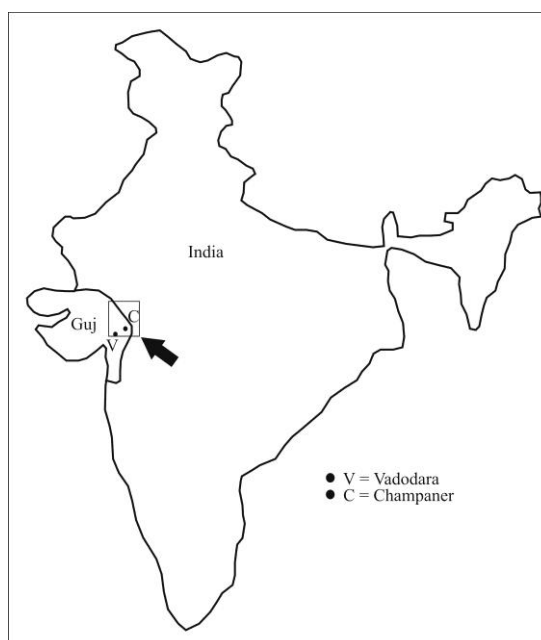 India
Guj
C
V
V = Vadodara
C = Champaner